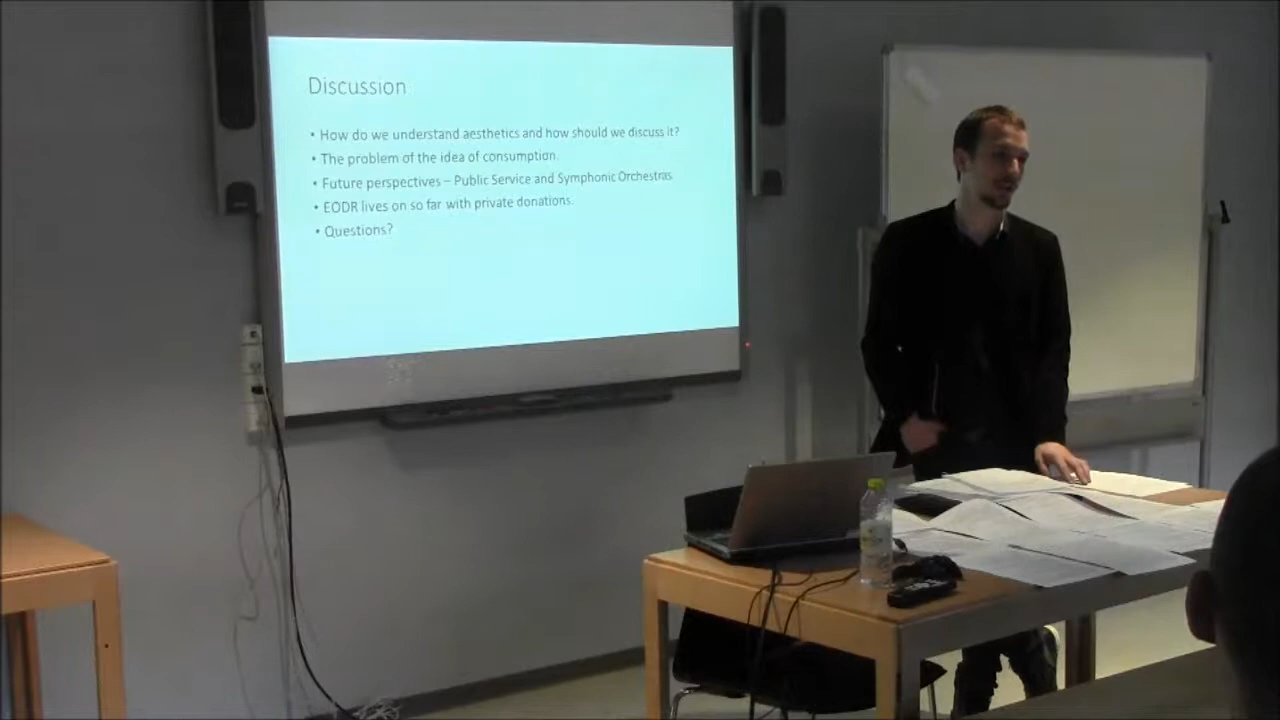 Discussion
• How do we understand aesthetics and how should we discuss it?
• The problem of the idea of consumption.
• Future perspectives – Public Service and Symphonic Orchestras.
• EODR lives on so far with private donations.
• Questions?